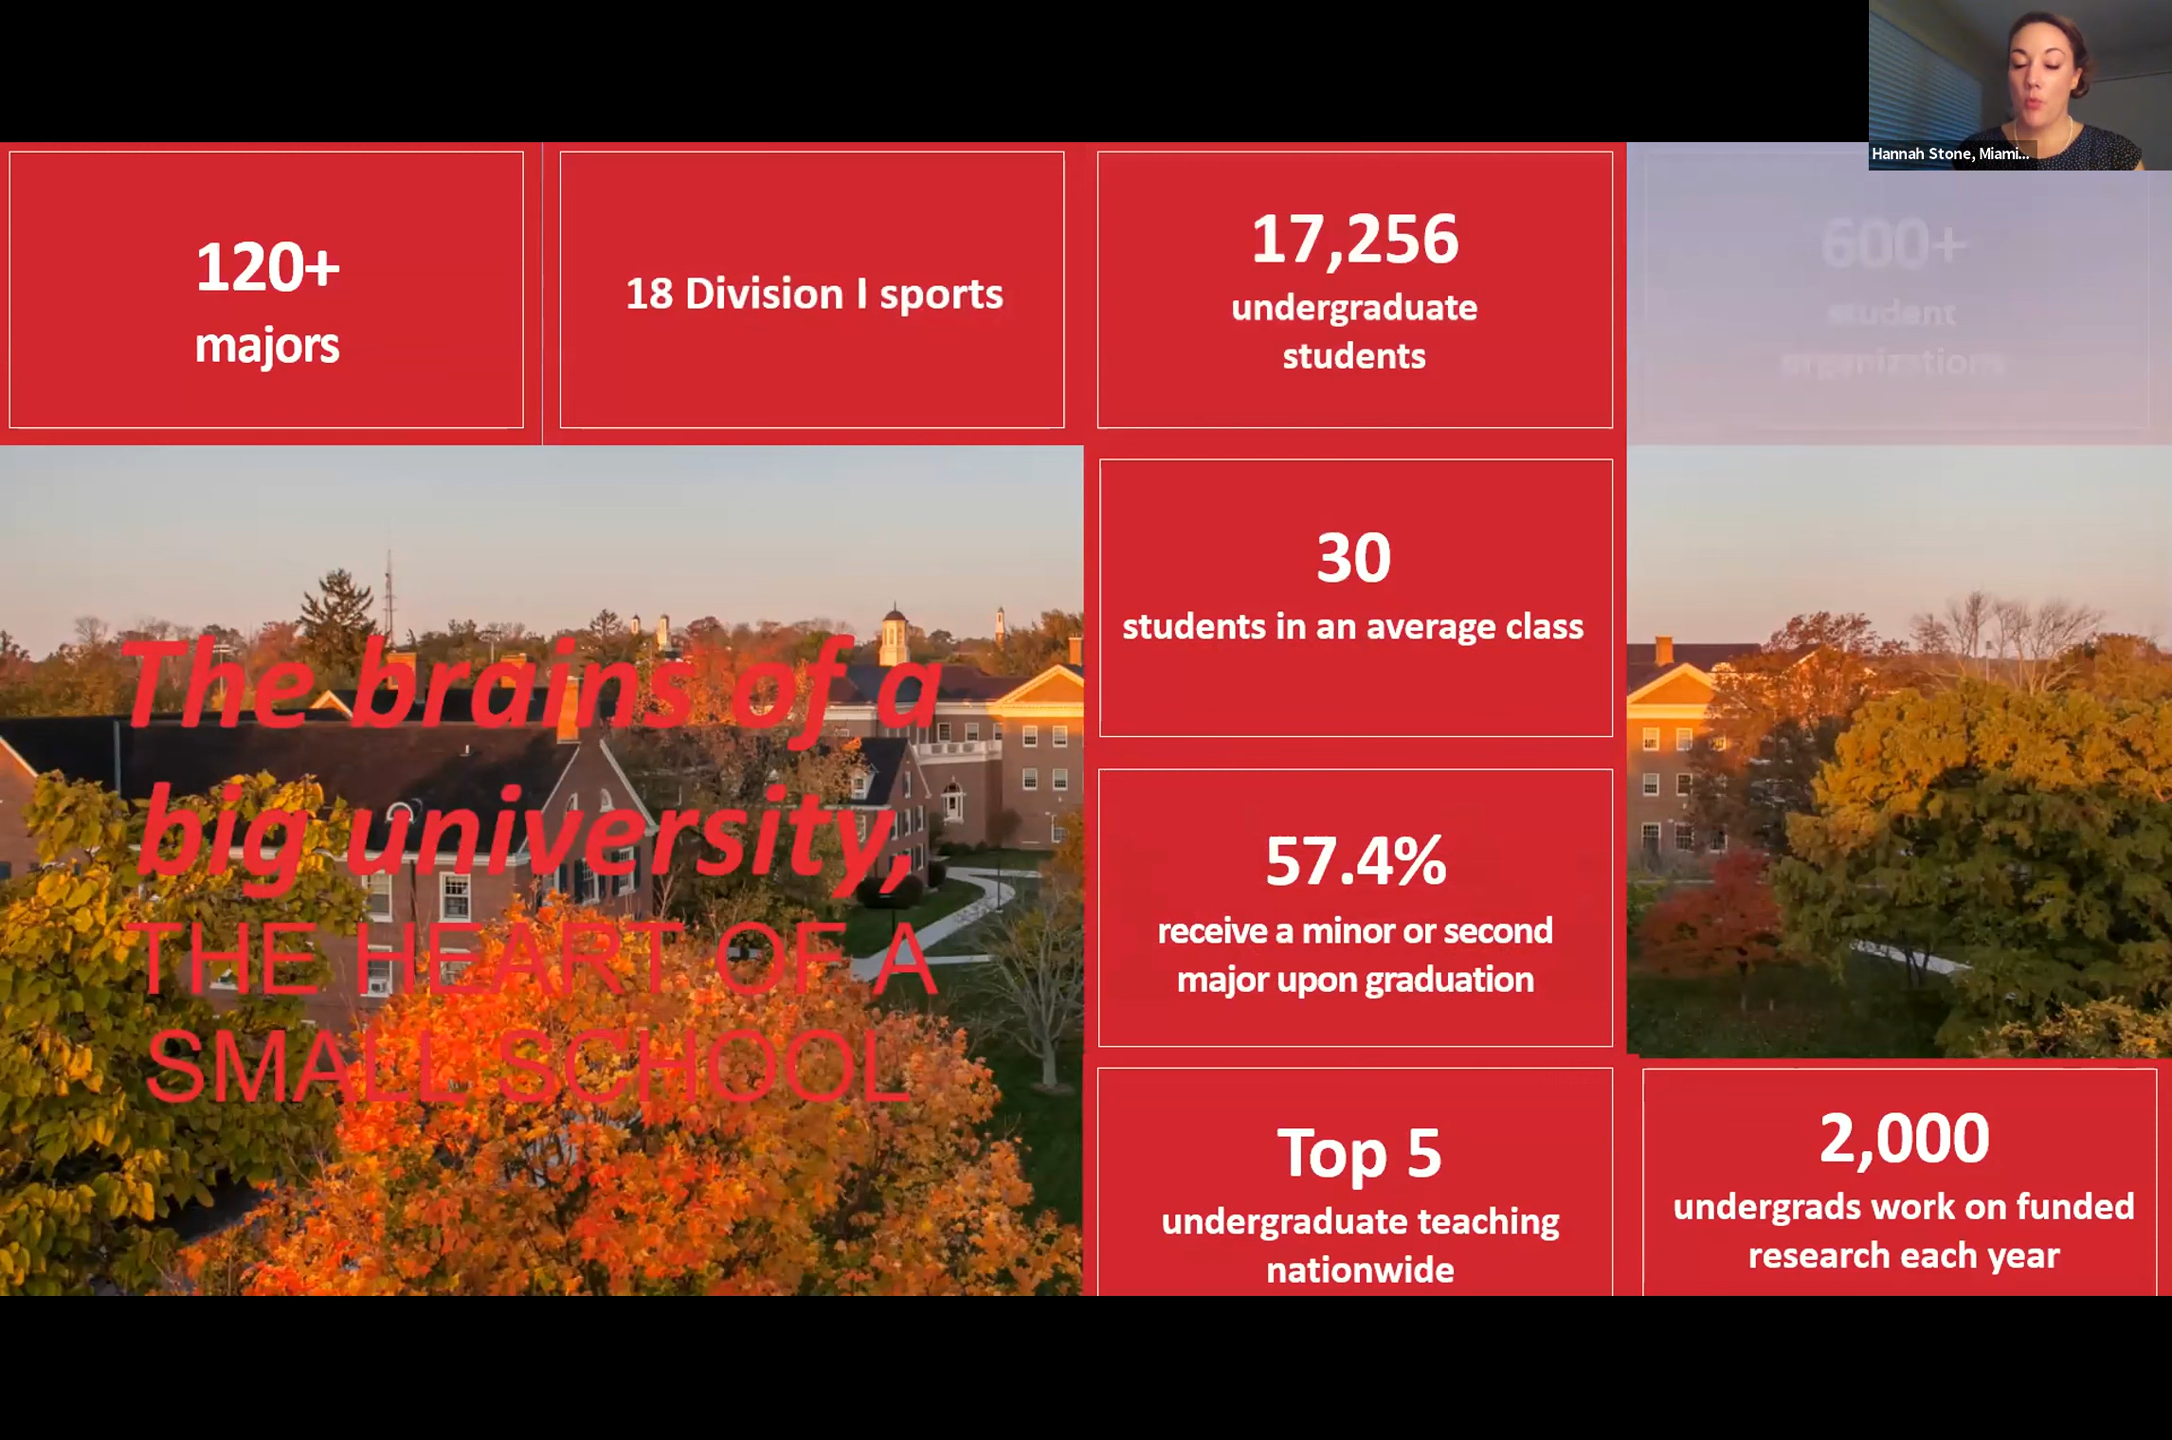 Hannah Stone, Miami...
120+
majors
18 Division I sports
17,256
undergraduate
students
600+
student
organizations
30
students in an average class
The brains of a
big university,
THE HEART OF A
SMALL SCHOOL
57.4%
receive a minor or second
major upon graduation
Top 5
undergraduate teaching
nationwide
2,000
undergrads work on funded
research each year